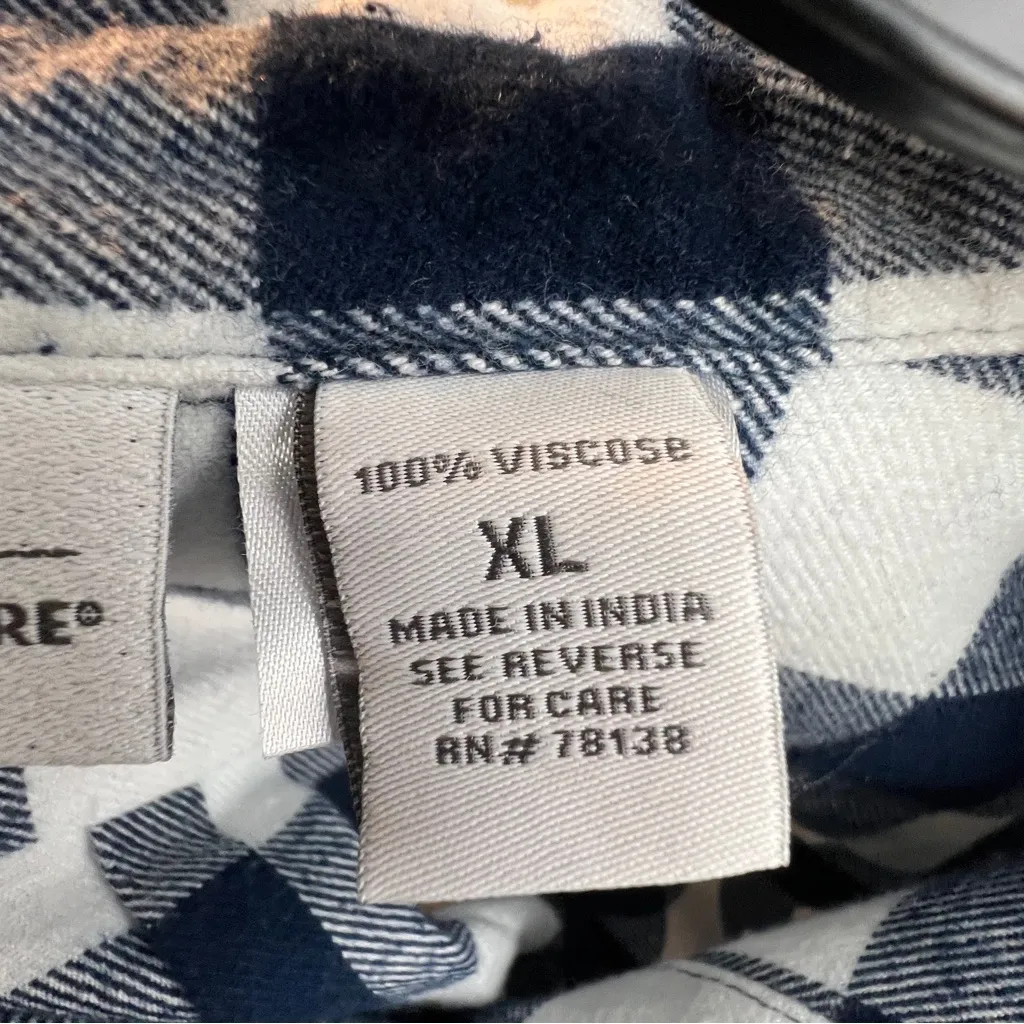 RE®
100% VISCOSE
XL
MADE IN INDIA
SEE REVERSE
FOR CARE
RN# 78138